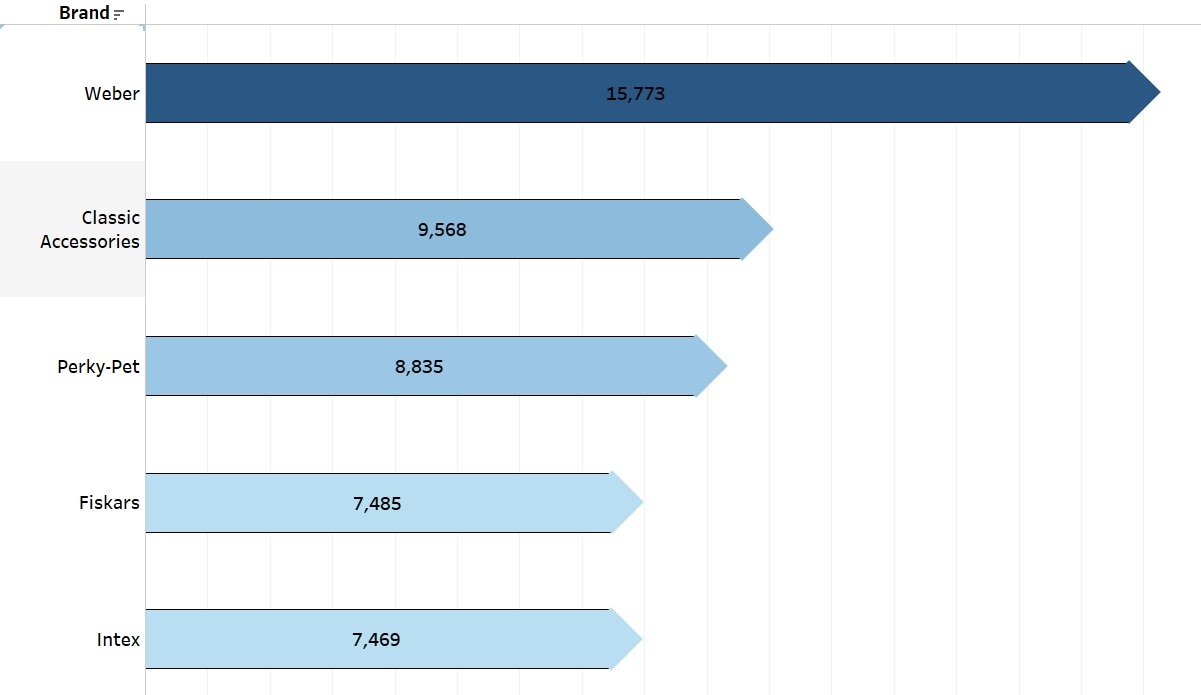 Brand
Weber
15,773
Classic
Accessories
9,568
Perky-Pet
8,835
Fiskars
7,485
Intex
7,469